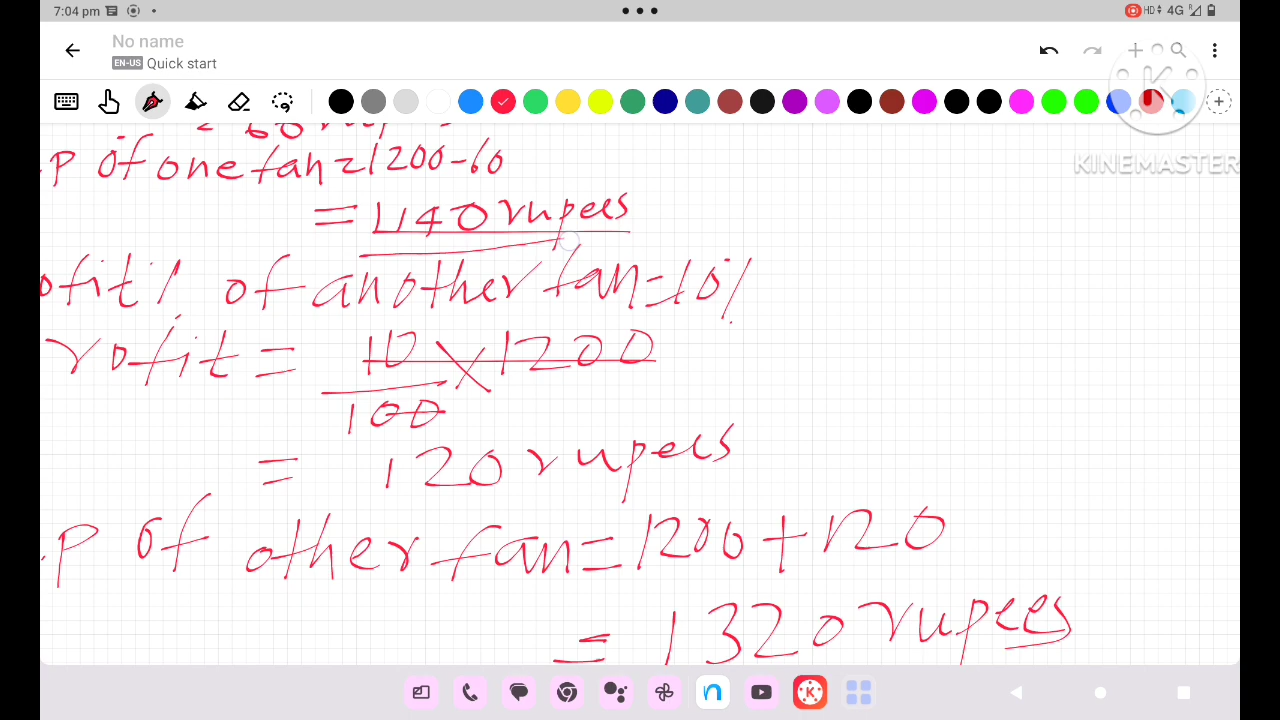 7:04 pm
HD 4G
No name
EN-US Quick start
KINEMASTER
.P of one fan = 1200-60
= 1140 rupees
ofit% of another fan = 10%
rofit = 10 × 1200
100
= 120 rupees
.P of other fan = 1200 + 120
= 1320 rupees